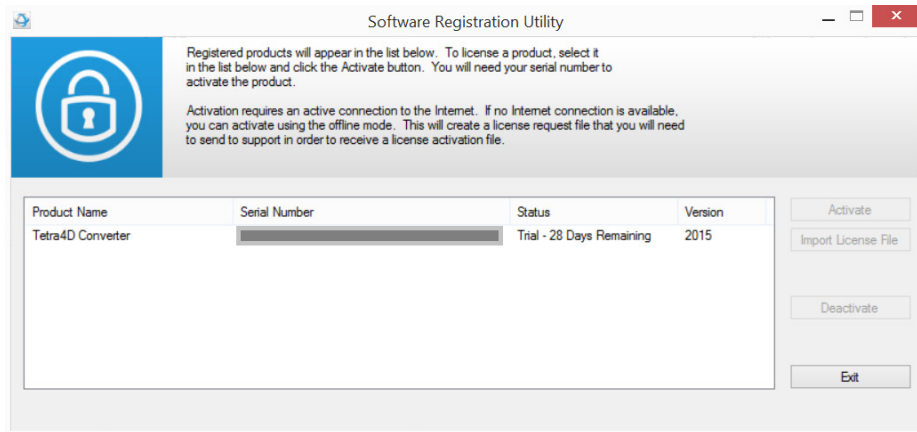 Software Registration Utility
Registered products will appear in the list below. To license a product, select it
in the list below and click the Activate button. You will need your serial number to
activate the product.
Activation requires an active connection to the Internet. If no Internet connection is available,
you can activate using the offline mode. This will create a license request file that you will need
to send to support in order to receive a license activation file.
Product Name Serial Number Status Version
Tetra4D Converter Trial - 28 Days Remaining 2015
Activate
Import License File
Deactivate
Exit